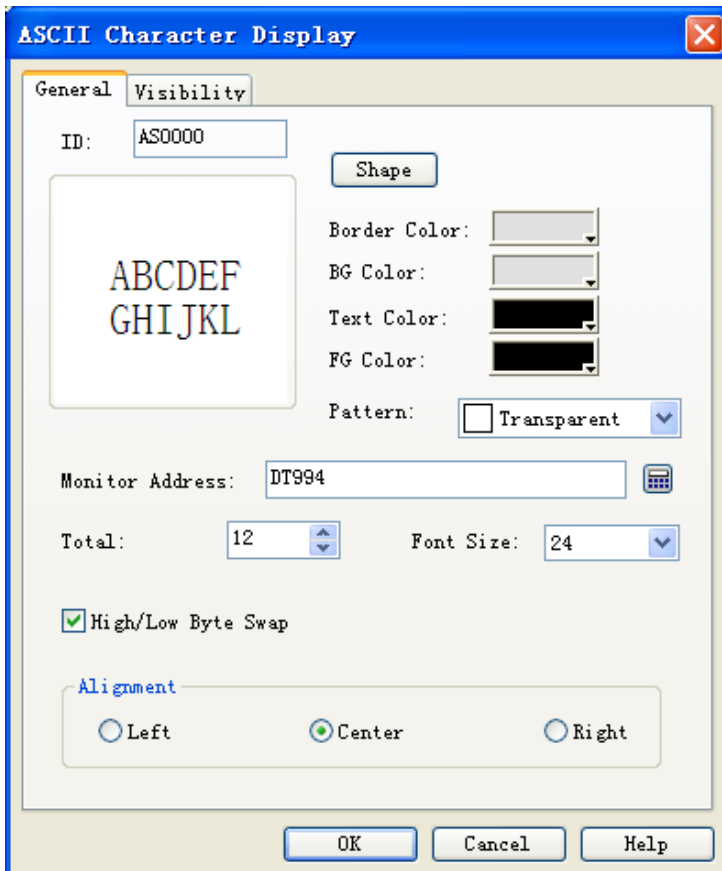 ASCII Character Display
General Visibility
ID: AS0000
Shape
ABCDEF
GHIJKL
Border Color:
BG Color:
Text Color:
FG Color:
Pattern: Transparent
Monitor Address: DT994
Total: 12 Font Size: 24
High/Low Byte Swap
Alignment
Left Center Right
OK Cancel Help